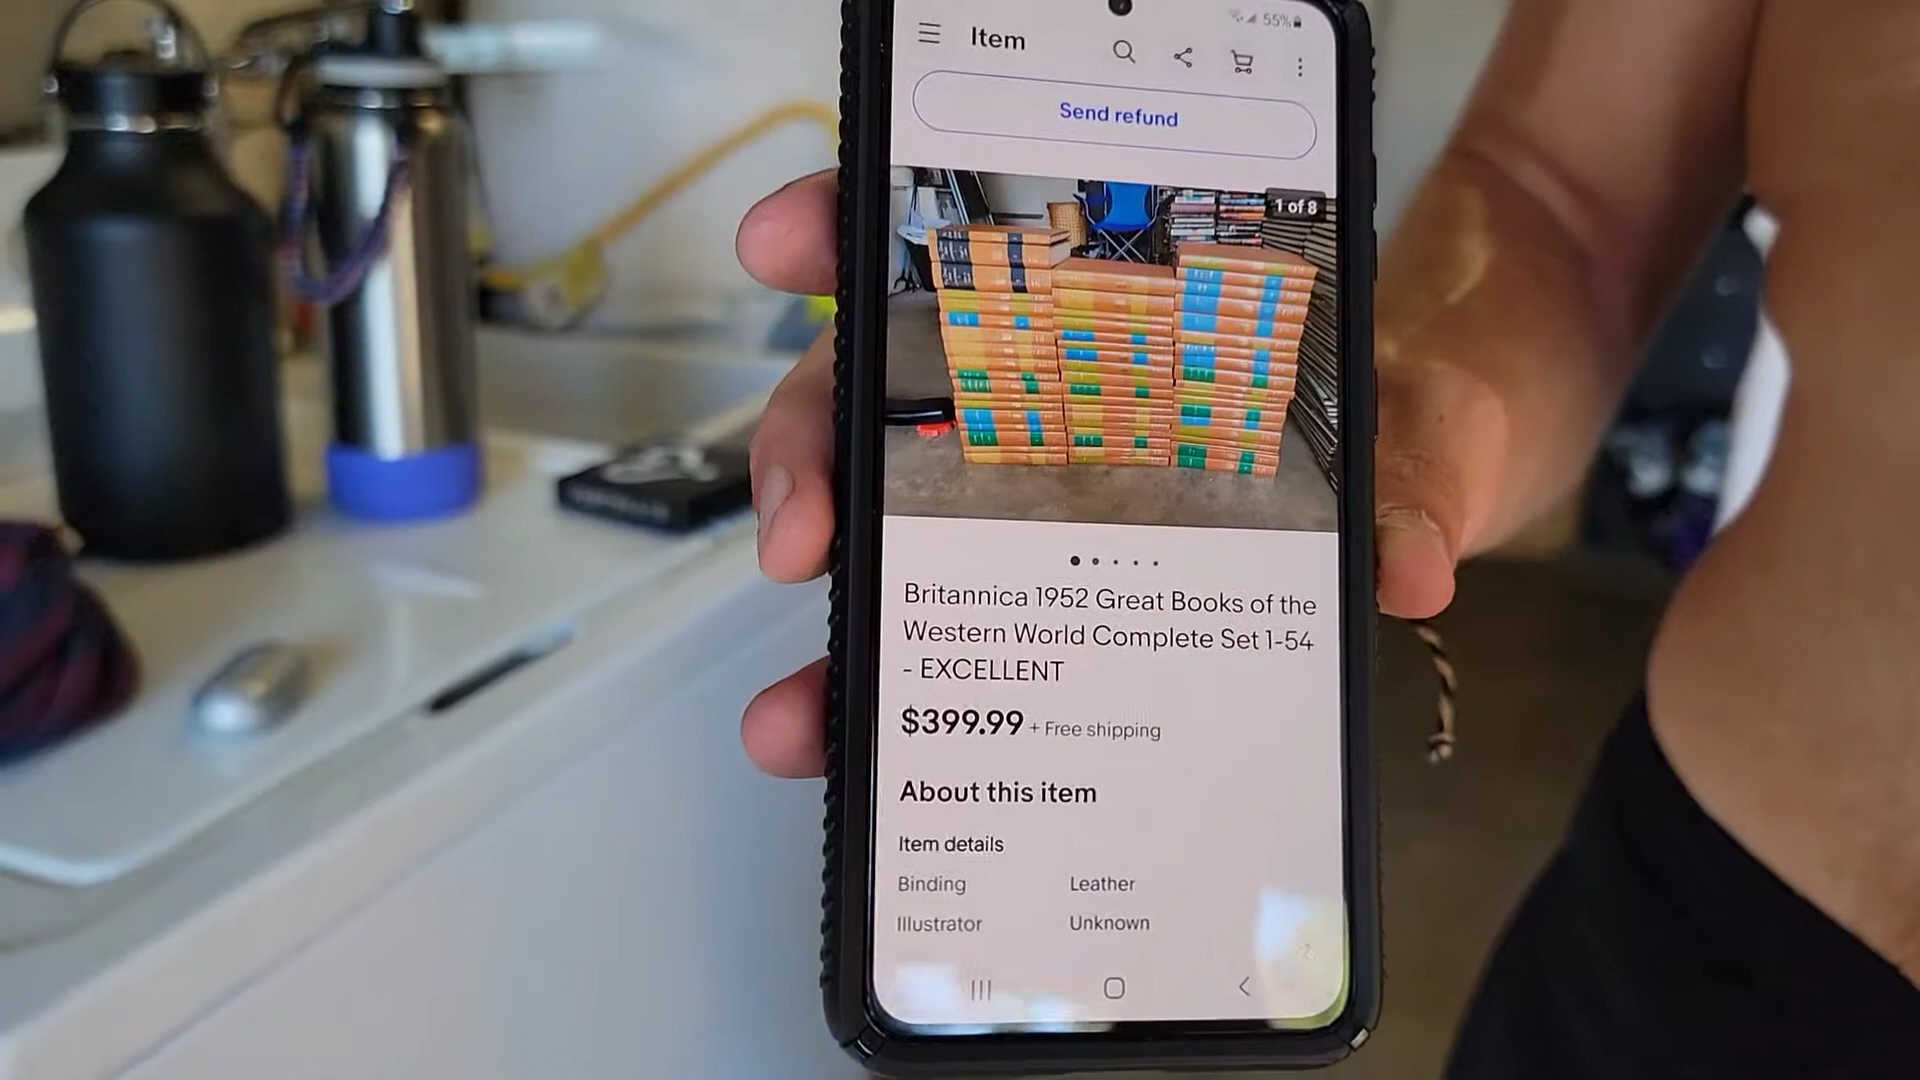 55%
Item
Send refund
1 of 8
Britannica 1952 Great Books of the
Western World Complete Set 1-54
- EXCELLENT
$399.99 + Free shipping
About this item
Item details
Binding Leather
Illustrator Unknown